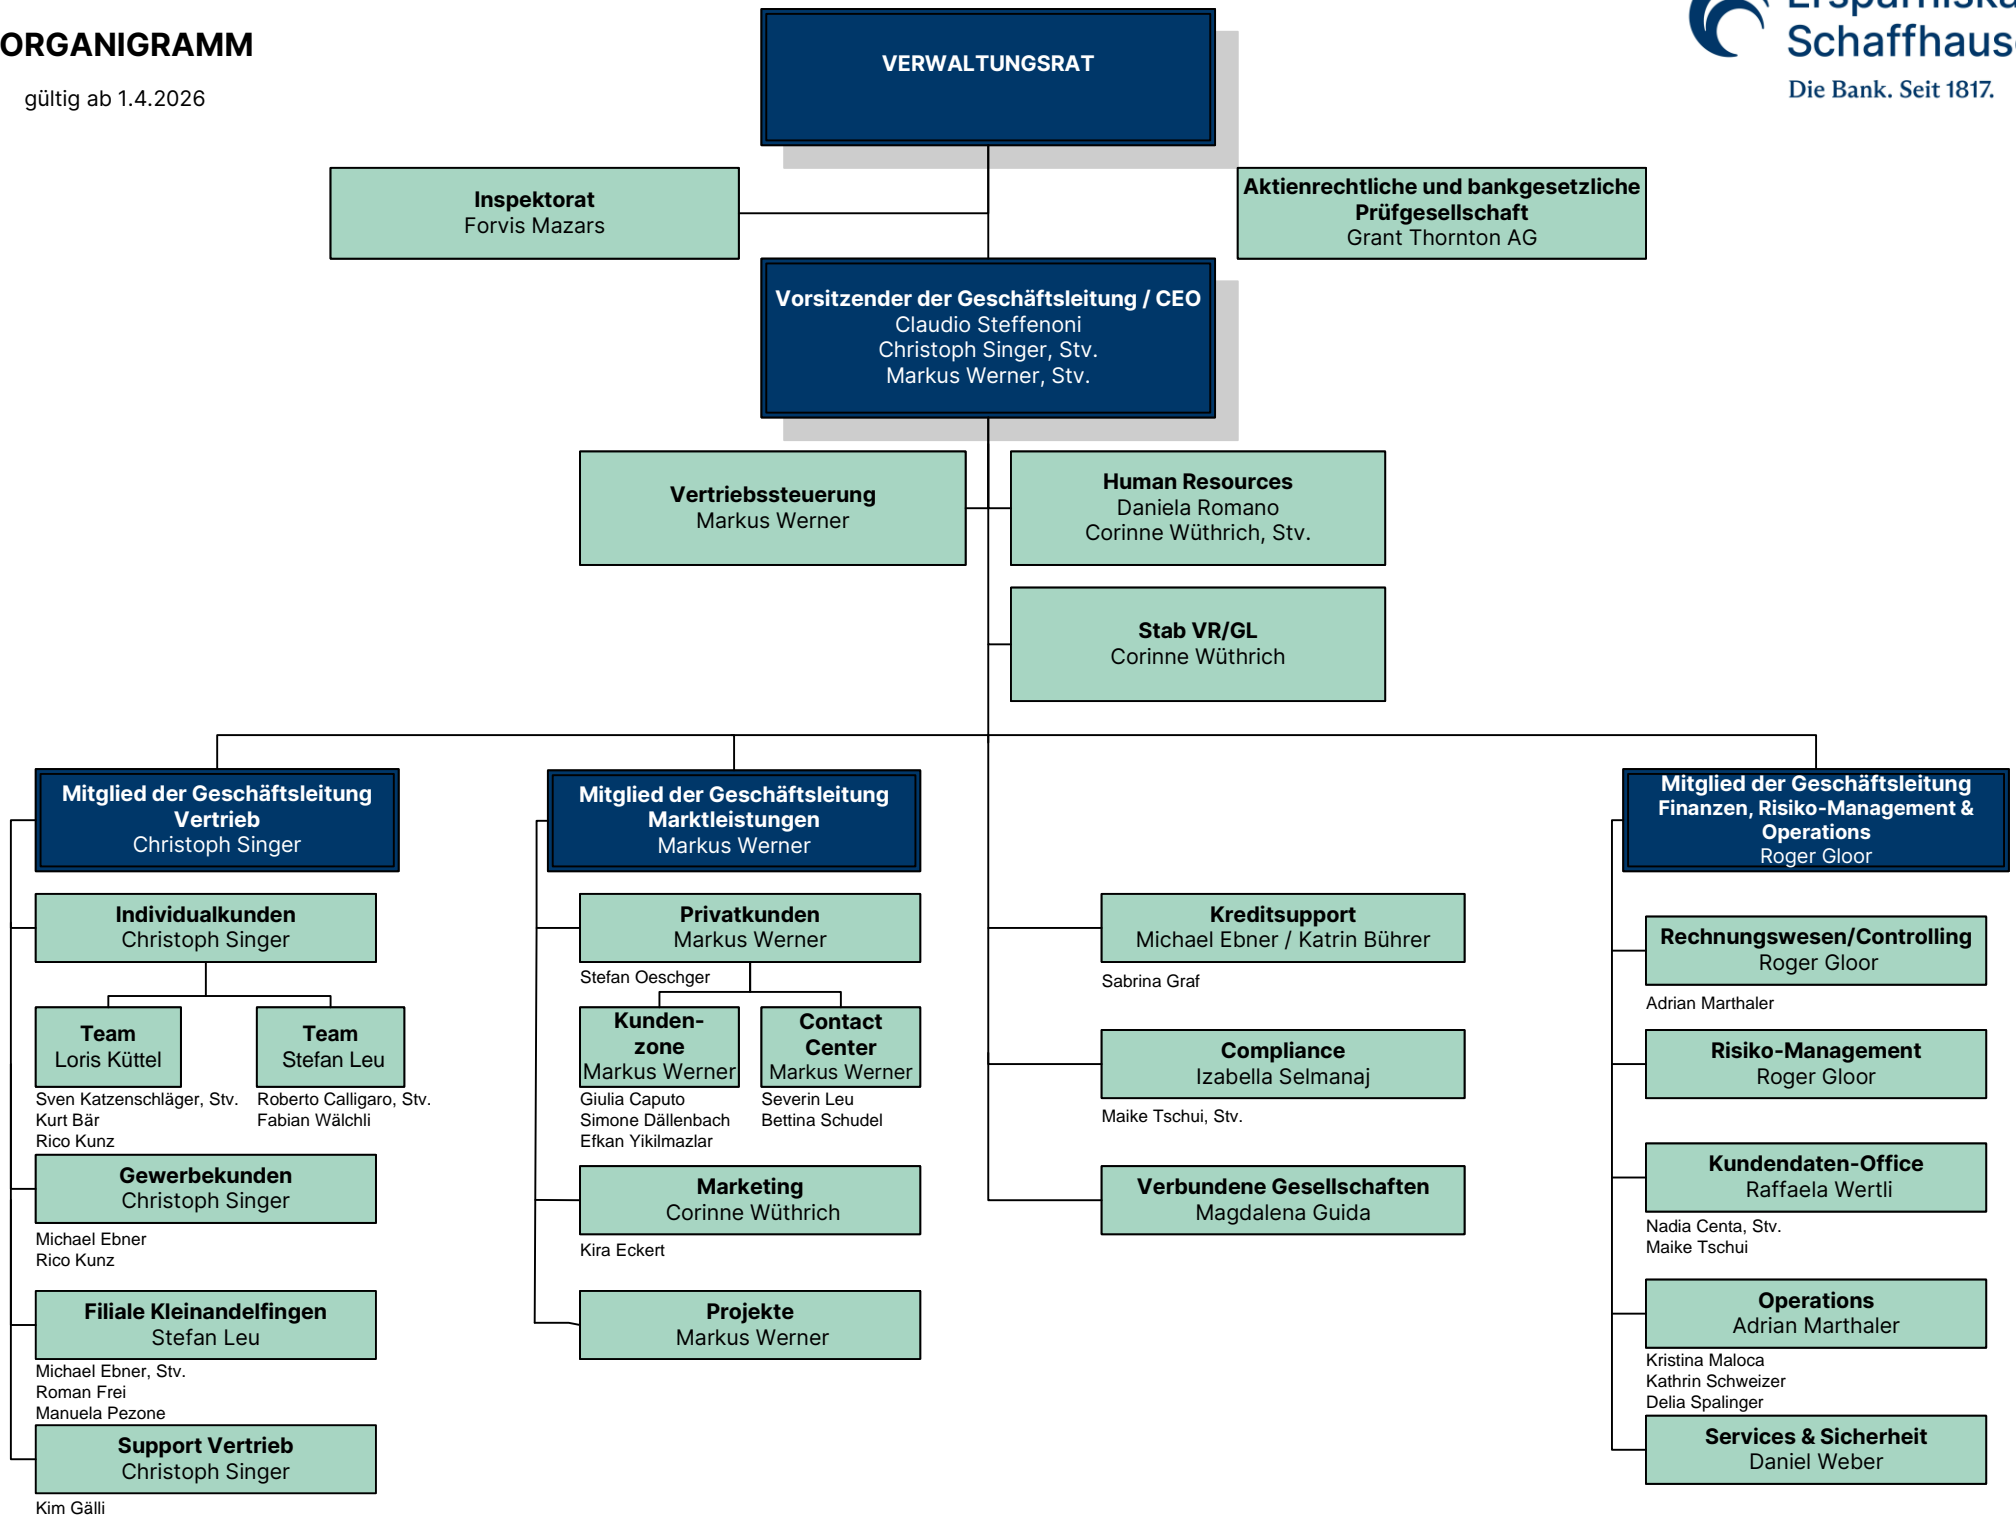 ORGANIGRAMM
gültig ab 1.4.2026
Schaffhaus
Die Bank. Seit 1817.
VERWALTUNGSRAT
Inspektorat
Forvis Mazars
Aktienrechtliche und bankgesetzliche
Prüfgesellschaft
Grant Thornton AG
Vorsitzender der Geschäftsleitung / CEO
Claudio Steffenoni
Christoph Singer, Stv.
Markus Werner, Stv.
Vertriebssteuerung
Markus Werner
Human Resources
Daniela Romano
Corinne Wüthrich, Stv.
Stab VR/GL
Corinne Wüthrich
Mitglied der Geschäftsleitung
Vertrieb
Christoph Singer
Individualkunden
Christoph Singer
Team
Loris Küttel
Sven Katzenschläger, Stv.
Kurt Bär
Rico Kunz
Team
Stefan Leu
Roberto Calligaro, Stv.
Fabian Wälchli
Gewerbekunden
Christoph Singer
Michael Ebner
Rico Kunz
Filiale Kleinandelfingen
Stefan Leu
Michael Ebner, Stv.
Roman Frei
Manuela Pezone
Support Vertrieb
Christoph Singer
Kim Gälli
Mitglied der Geschäftsleitung
Marktleistungen
Markus Werner
Privatkunden
Markus Werner
Stefan Oeschger
Kunden-
zone
Markus Werner
Giulia Caputo
Simone Dällenbach
Efkan Yikilmazlar
Contact
Center
Markus Werner
Severin Leu
Bettina Schudel
Marketing
Corinne Wüthrich
Kira Eckert
Projekte
Markus Werner
Kreditsupport
Michael Ebner / Katrin Bührer
Sabrina Graf
Compliance
Izabella Selmanaj
Maike Tschui, Stv.
Verbundene Gesellschaften
Magdalena Guida
Mitglied der Geschäftsleitung
Finanzen, Risiko-Management &
Operations
Roger Gloor
Rechnungswesen/Controlling
Roger Gloor
Adrian Marthaler
Risiko-Management
Roger Gloor
Kundendaten-Office
Raffaela Wertli
Nadia Centa, Stv.
Maike Tschui
Operations
Adrian Marthaler
Kristina Maloca
Kathrin Schweizer
Delia Spalinger
Services & Sicherheit
Daniel Weber